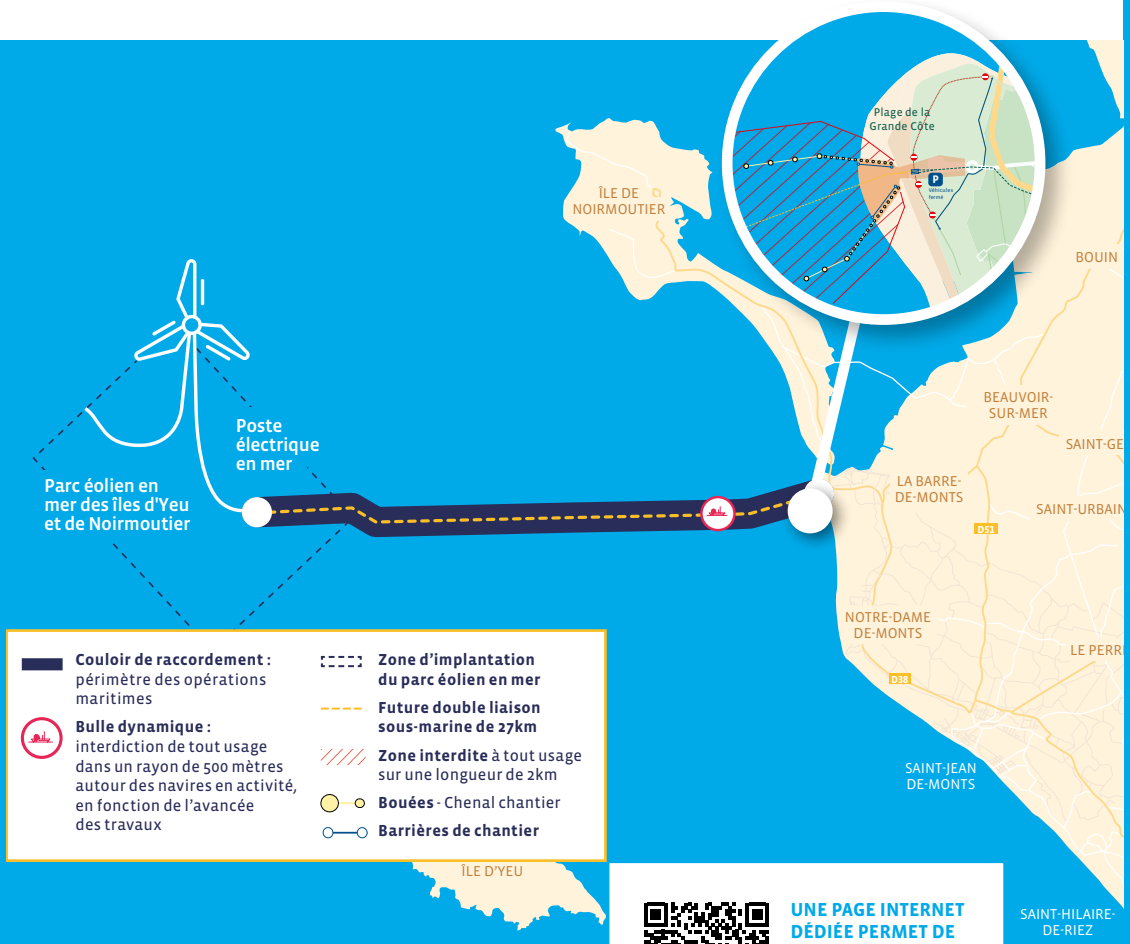 Plage de la
Grande Côte
P
Véhicules
fermé
ÎLE DE
NOIRMOUTIER
BOUIN
BEAUVOIR-
SUR-MER
SAINT-GE
LA BARRE-
DE-MONTS
SAINT-URBAIN
D51
NOTRE-DAME
DE-MONTS
LE PERR
D38
SAINT-JEAN
DE-MONTS
Poste
électrique
en mer
Parc éolien en
mer des îles d'Yeu
et de Noirmoutier
Couloir de raccordement :
périmètre des opérations
maritimes
Bulle dynamique :
interdiction de tout usage
dans un rayon de 500 mètres
autour des navires en activité,
en fonction de l'avancée
des travaux
Zone d'implantation
du parc éolien en mer
Future double liaison
sous-marine de 27km
Zone interdite à tout usage
sur une longueur de 2km
Bouées - Chenal chantier
Barrières de chantier
ÎLE D'YEU
UNE PAGE INTERNET
DÉDIÉE PERMET DE
SAINT-HILAIRE-
DE-RIEZ